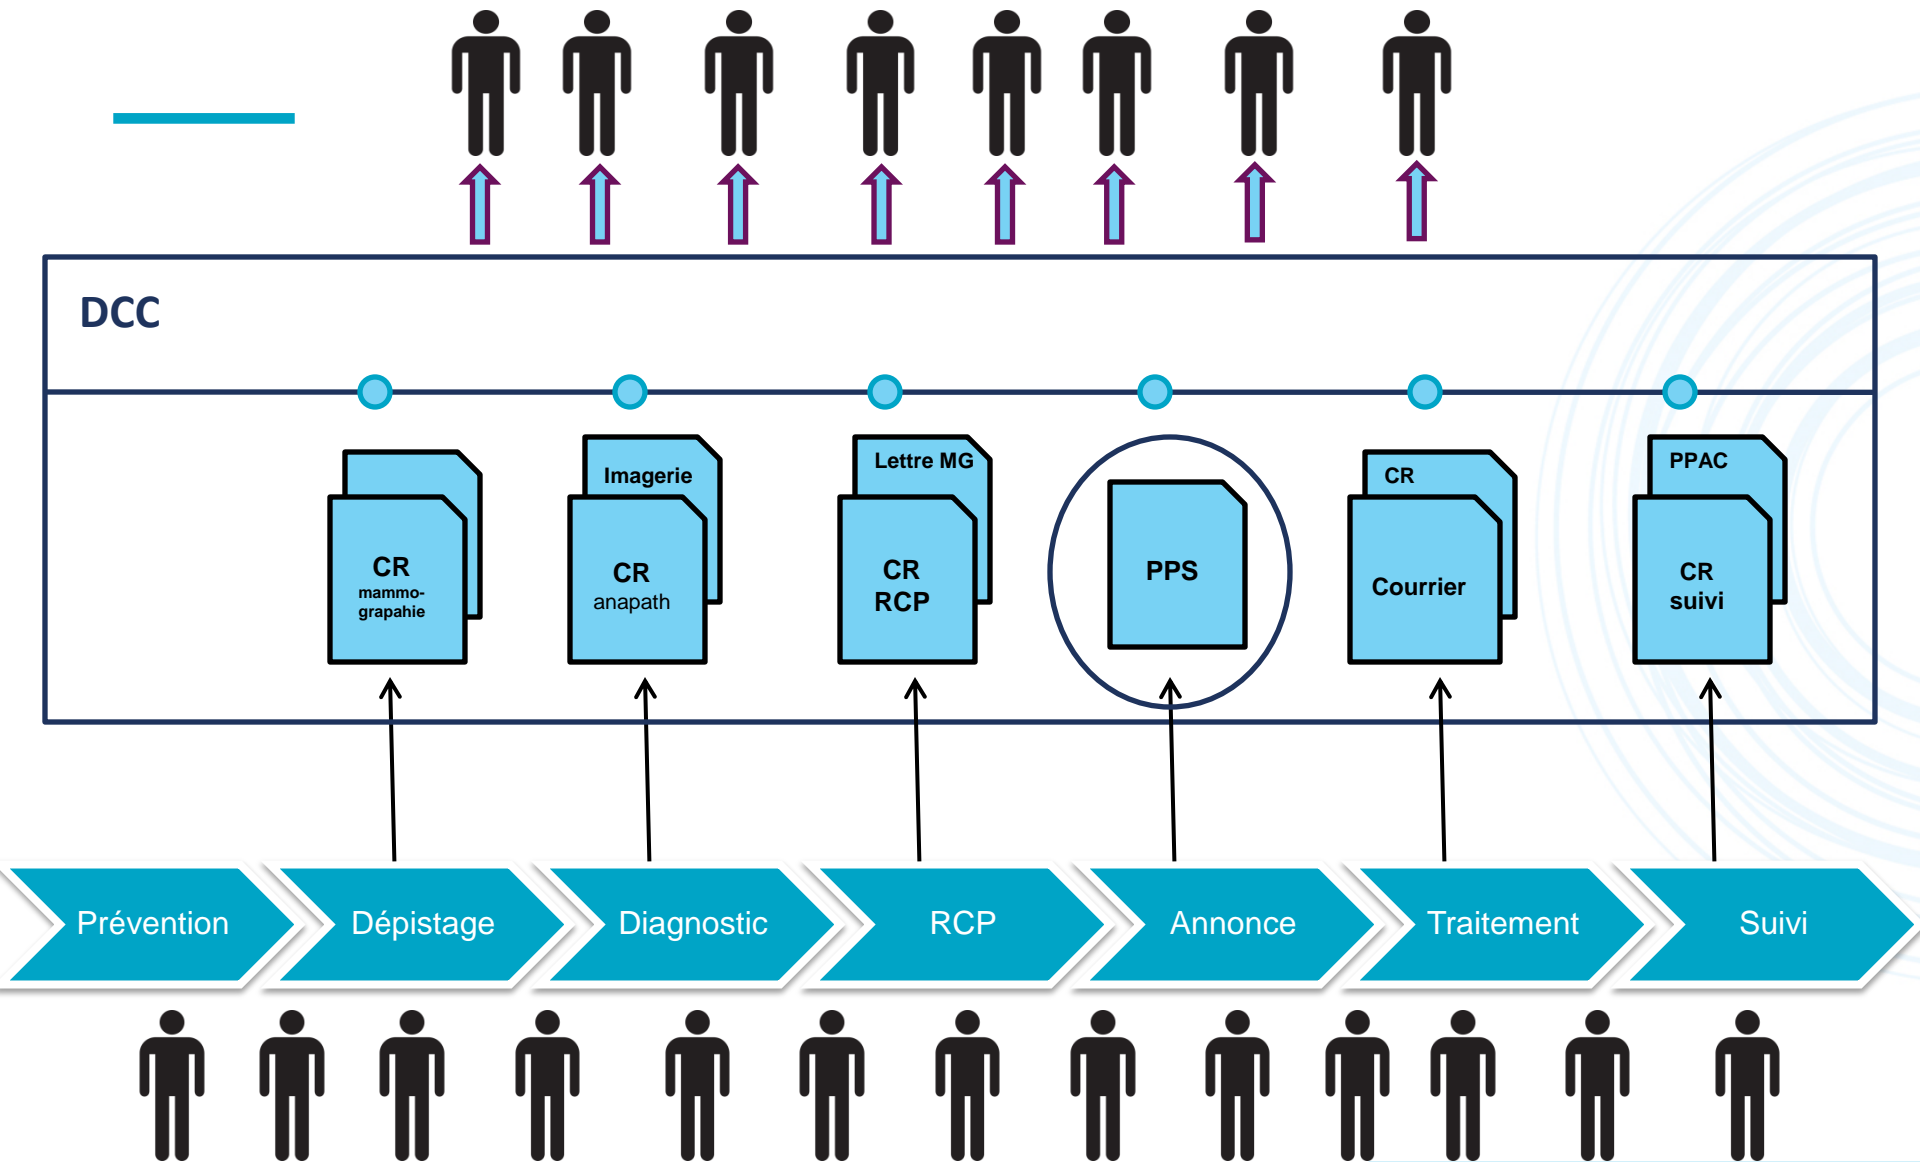 DCC
CR
mammo-
grapahie
Imagerie
CR
anapath
Lettre MG
CR
RCP
PPS
CR
Courrier
PPAC
CR
suivi
Prévention
Dépistage
Diagnostic
RCP
Annonce
Traitement
Suivi